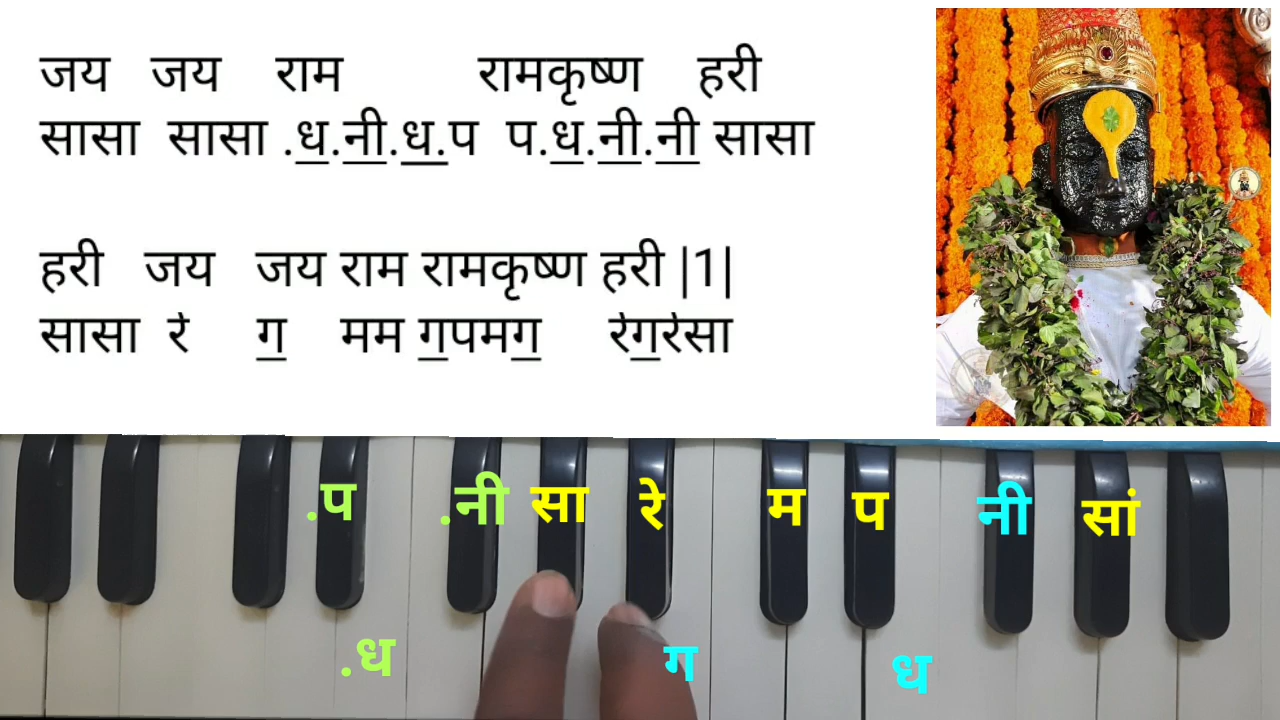 जय जय राम रामकृष्ण हरी
सासा सासा .ध.नी.ध.प प.ध.नी.नी सासा
हरी जय जय राम रामकृष्ण हरी |1|
सासा रे ग मम गपमग रेगरेसा
.प .नी सा रे म प नी सां
.ध ग ध